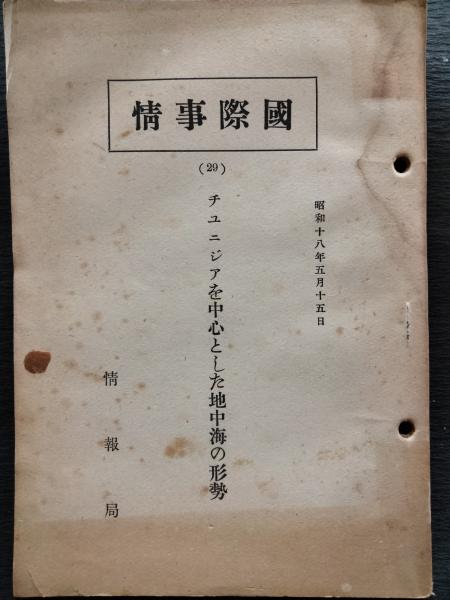 情事際國
(29)
昭和十八年五月十五日
チユニジアを中心とした地中海の形勢
情報局